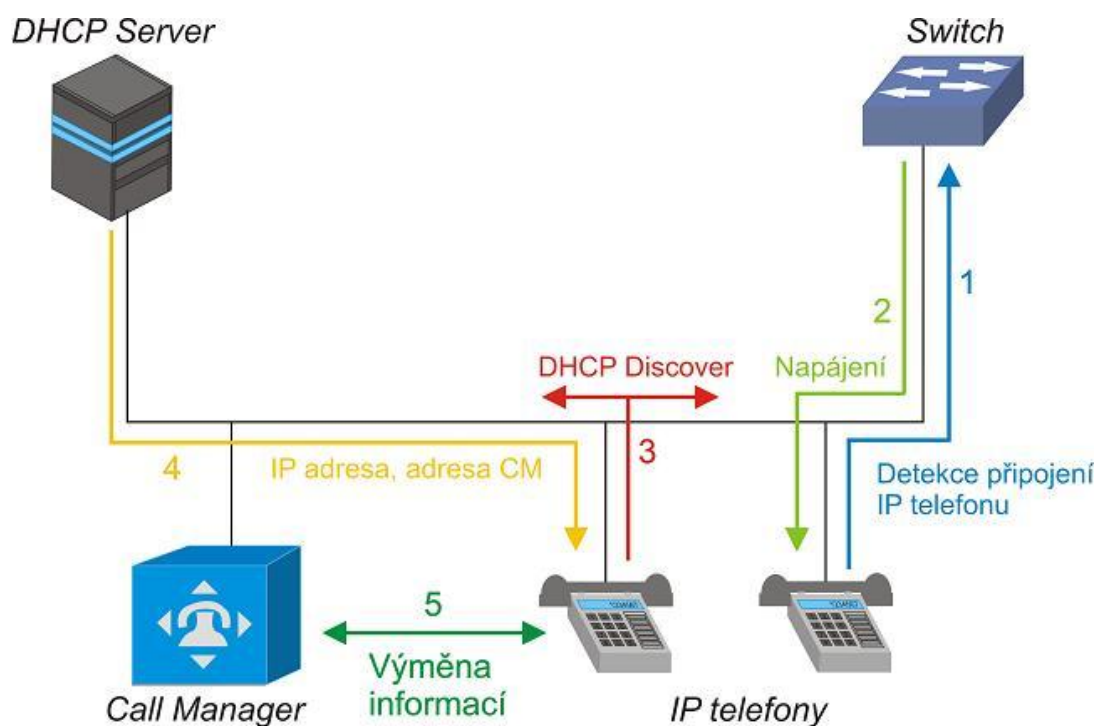 DHCP Server
Switch
1
2
DHCP Discover
Napájení
3
4
IP adresa, adresa CM
Detekce připojení
IP telefonu
5
Výměna
informací
Call Manager
IP telefony